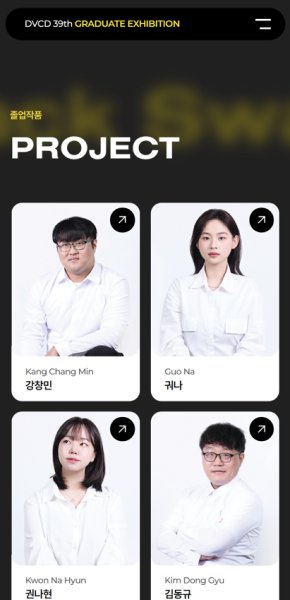 DVCD 39th GRADUATE EXHIBITION
졸업작품
PROJECT
Kang Chang Min
강창민
Guo Na
궈나
Kwon Na Hyun
권나현
Kim Dong Gyu
김동규